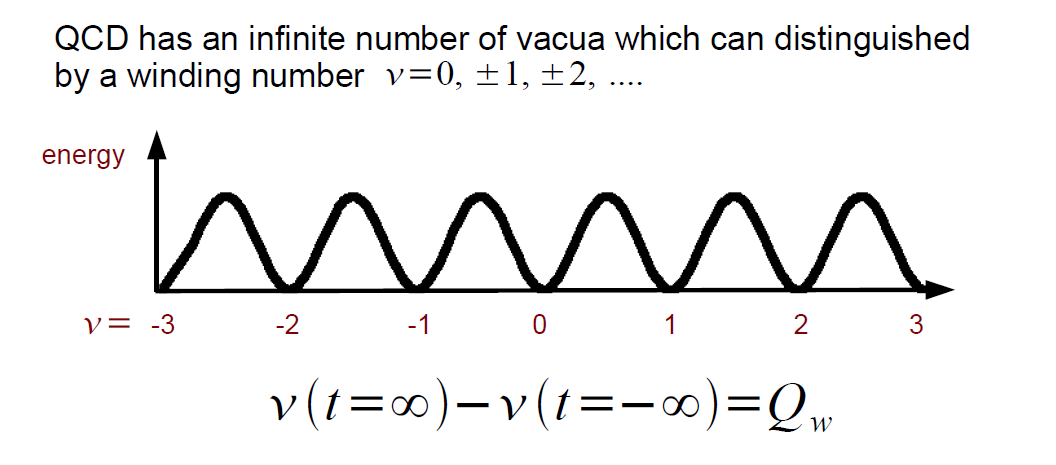 QCD has an infinite number of vacua which can distinguished
by a winding number ν=0, ±1, ±2, ....
energy
ν= -3 -2 -1 0 1 2 3
ν(t=∞)−ν(t=−∞)=Q_w